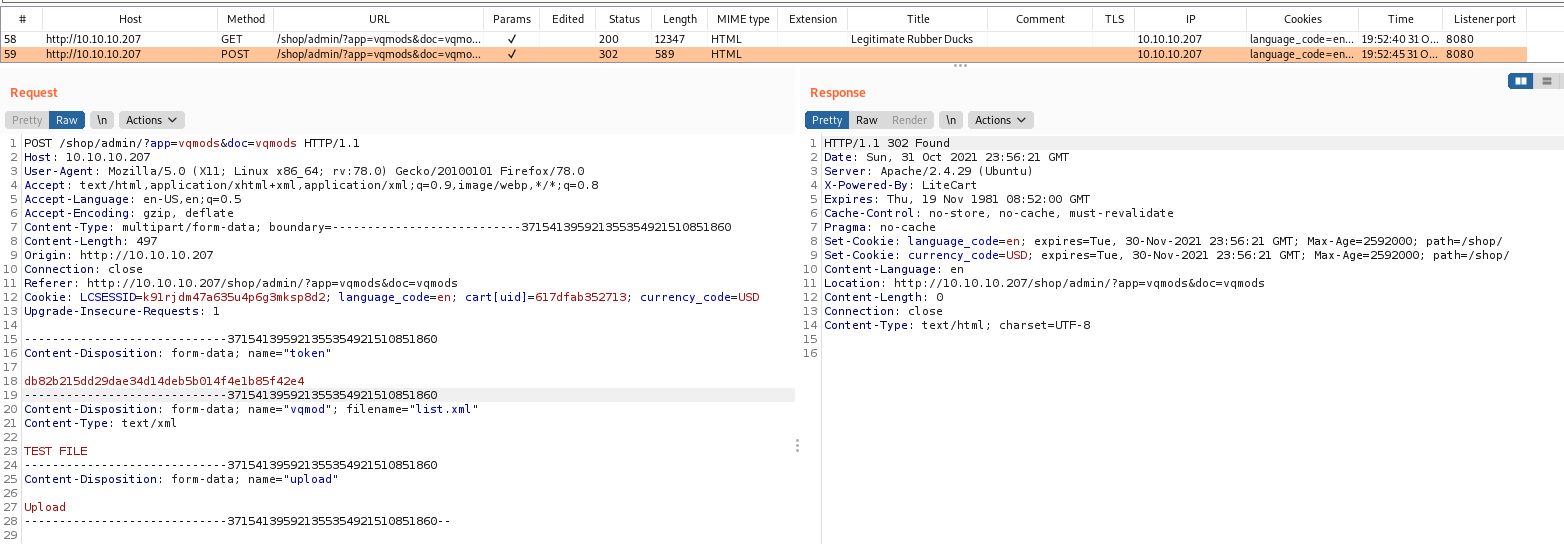 # Host Method URL Params Edited Status Length MIME type Extension Title Comment TLS IP Cookies Time Listener port
58 http://10.10.10.207 GET /shop/admin/?app=vqmods&doc=vqmo... ✓ 200 12347 HTML Legitimate Rubber Ducks 10.10.10.207 language_code=en... 19:52:40 31 O... 8080
59 http://10.10.10.207 POST /shop/admin/?app=vqmods&doc=vqmo... ✓ 302 589 HTML 10.10.10.207 language_code=en... 19:52:45 31 O... 8080
Request
Pretty Raw \n Actions
1 POST /shop/admin/?app=vqmods&doc=vqmods HTTP/1.1
2 Host: 10.10.10.207
3 User-Agent: Mozilla/5.0 (X11; Linux x86_64; rv:78.0) Gecko/20100101 Firefox/78.0
4 Accept: text/html,application/xhtml+xml,application/xml;q=0.9,image/webp,*/*;q=0.8
5 Accept-Language: en-US,en;q=0.5
6 Accept-Encoding: gzip, deflate
7 Content-Type: multipart/form-data; boundary=---------------------------371541395921355354921510851860
8 Content-Length: 497
9 Origin: http://10.10.10.207
10 Connection: close
11 Referer: http://10.10.10.207/shop/admin/?app=vqmods&doc=vqmods
12 Cookie: LCSESSID=k91rjdm47a635u4p6g3mksp8d2; language_code=en; cart[uid]=617dfab352713; currency_code=USD
13 Upgrade-Insecure-Requests: 1
14
15 -----------------------------371541395921355354921510851860
16 Content-Disposition: form-data; name="token"
17
18 db82b215dd29dae34d14deb5b014f4e1b85f42e4
19 -----------------------------371541395921355354921510851860
20 Content-Disposition: form-data; name="vqmod"; filename="list.xml"
21 Content-Type: text/xml
22
23 TEST FILE
24 -----------------------------371541395921355354921510851860
25 Content-Disposition: form-data; name="upload"
26
27 Upload
28 -----------------------------371541395921355354921510851860--
29
Response
Pretty Raw Render \n Actions
1 HTTP/1.1 302 Found
2 Date: Sun, 31 Oct 2021 23:56:21 GMT
3 Server: Apache/2.4.29 (Ubuntu)
4 X-Powered-By: LiteCart
5 Expires: Thu, 19 Nov 1981 08:52:00 GMT
6 Cache-Control: no-store, no-cache, must-revalidate
7 Pragma: no-cache
8 Set-Cookie: language_code=en; expires=Tue, 30-Nov-2021 23:56:21 GMT; Max-Age=2592000; path=/shop/
9 Set-Cookie: currency_code=USD; expires=Tue, 30-Nov-2021 23:56:21 GMT; Max-Age=2592000; path=/shop/
10 Content-Language: en
11 Location: http://10.10.10.207/shop/admin/?app=vqmods&doc=vqmods
12 Content-Length: 0
13 Connection: close
14 Content-Type: text/html; charset=UTF-8
15
16